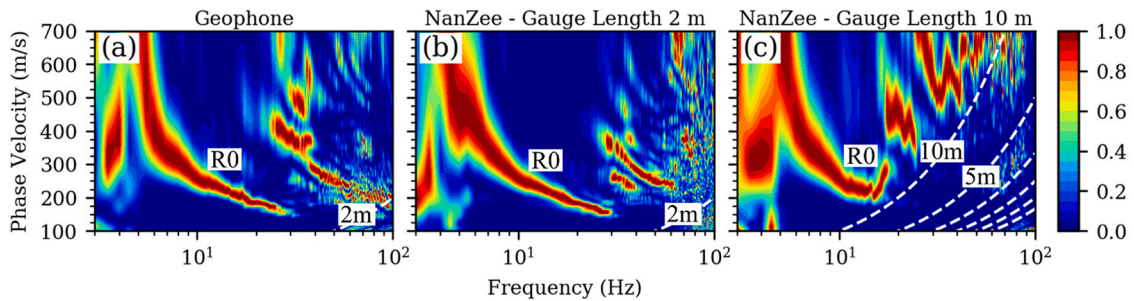 Geophone
NanZee - Gauge Length 2 m
NanZee - Gauge Length 10 m
Phase Velocity (m/s)
700
600
500
400
300
200
100
(a)
R0
2m
10¹
10²
(b)
R0
2m
10¹
10²
(c)
R0
10m
5m
10¹
10²
1.0
0.8
0.6
0.4
0.2
0.0
Frequency (Hz)